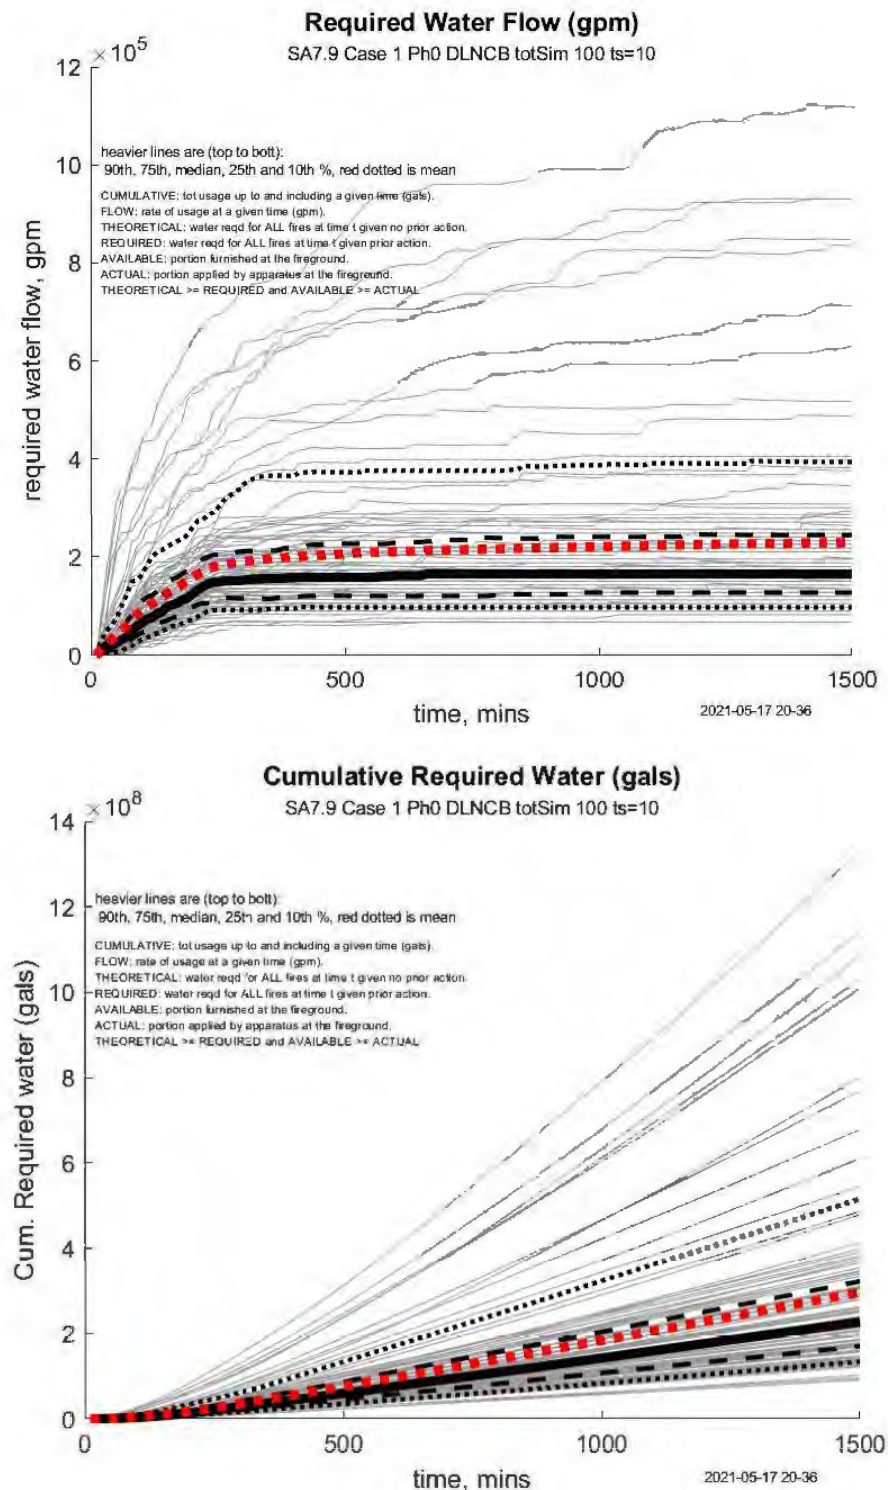 Required Water Flow (gpm)
SA7.9 Case 1 Ph0 DLNCB totSim 100 ts=10
× 10^5
12
10
8
6
4
2
0
required water flow, gpm
heavier lines are (top to bott):
90th, 75th, median, 25th and 10th %, red dotted is mean
CUMULATIVE: tot usage up to and including a given time (gals).
FLOW: rate of usage at a given time (gpm).
THEORETICAL: water reqd for ALL fires at time t given no prior action.
REQUIRED: water reqd for ALL fires at time t given prior action.
AVAILABLE: portion furnished at the fireground.
ACTUAL: portion applied by apparatus at the fireground.
THEORETICAL >= REQUIRED and AVAILABLE >= ACTUAL
0 500 1000 1500
time, mins
2021-05-17 20-36
Cumulative Required Water (gals)
SA7.9 Case 1 Ph0 DLNCB totSim 100 ts=10
× 10^8
14
12
10
8
6
4
2
0
Cum. Required water (gals)
heavier lines are (top to bott):
90th, 75th, median, 25th and 10th %, red dotted is mean
CUMULATIVE: tot usage up to and including a given time (gals).
FLOW: rate of usage at a given time (gpm).
THEORETICAL: water reqd for ALL fires at time t given no prior action.
REQUIRED: water reqd for ALL fires at time t given prior action.
AVAILABLE: portion furnished at the fireground.
ACTUAL: portion applied by apparatus at the fireground.
THEORETICAL >= REQUIRED and AVAILABLE >= ACTUAL
0 500 1000 1500
time, mins
2021-05-17 20-36